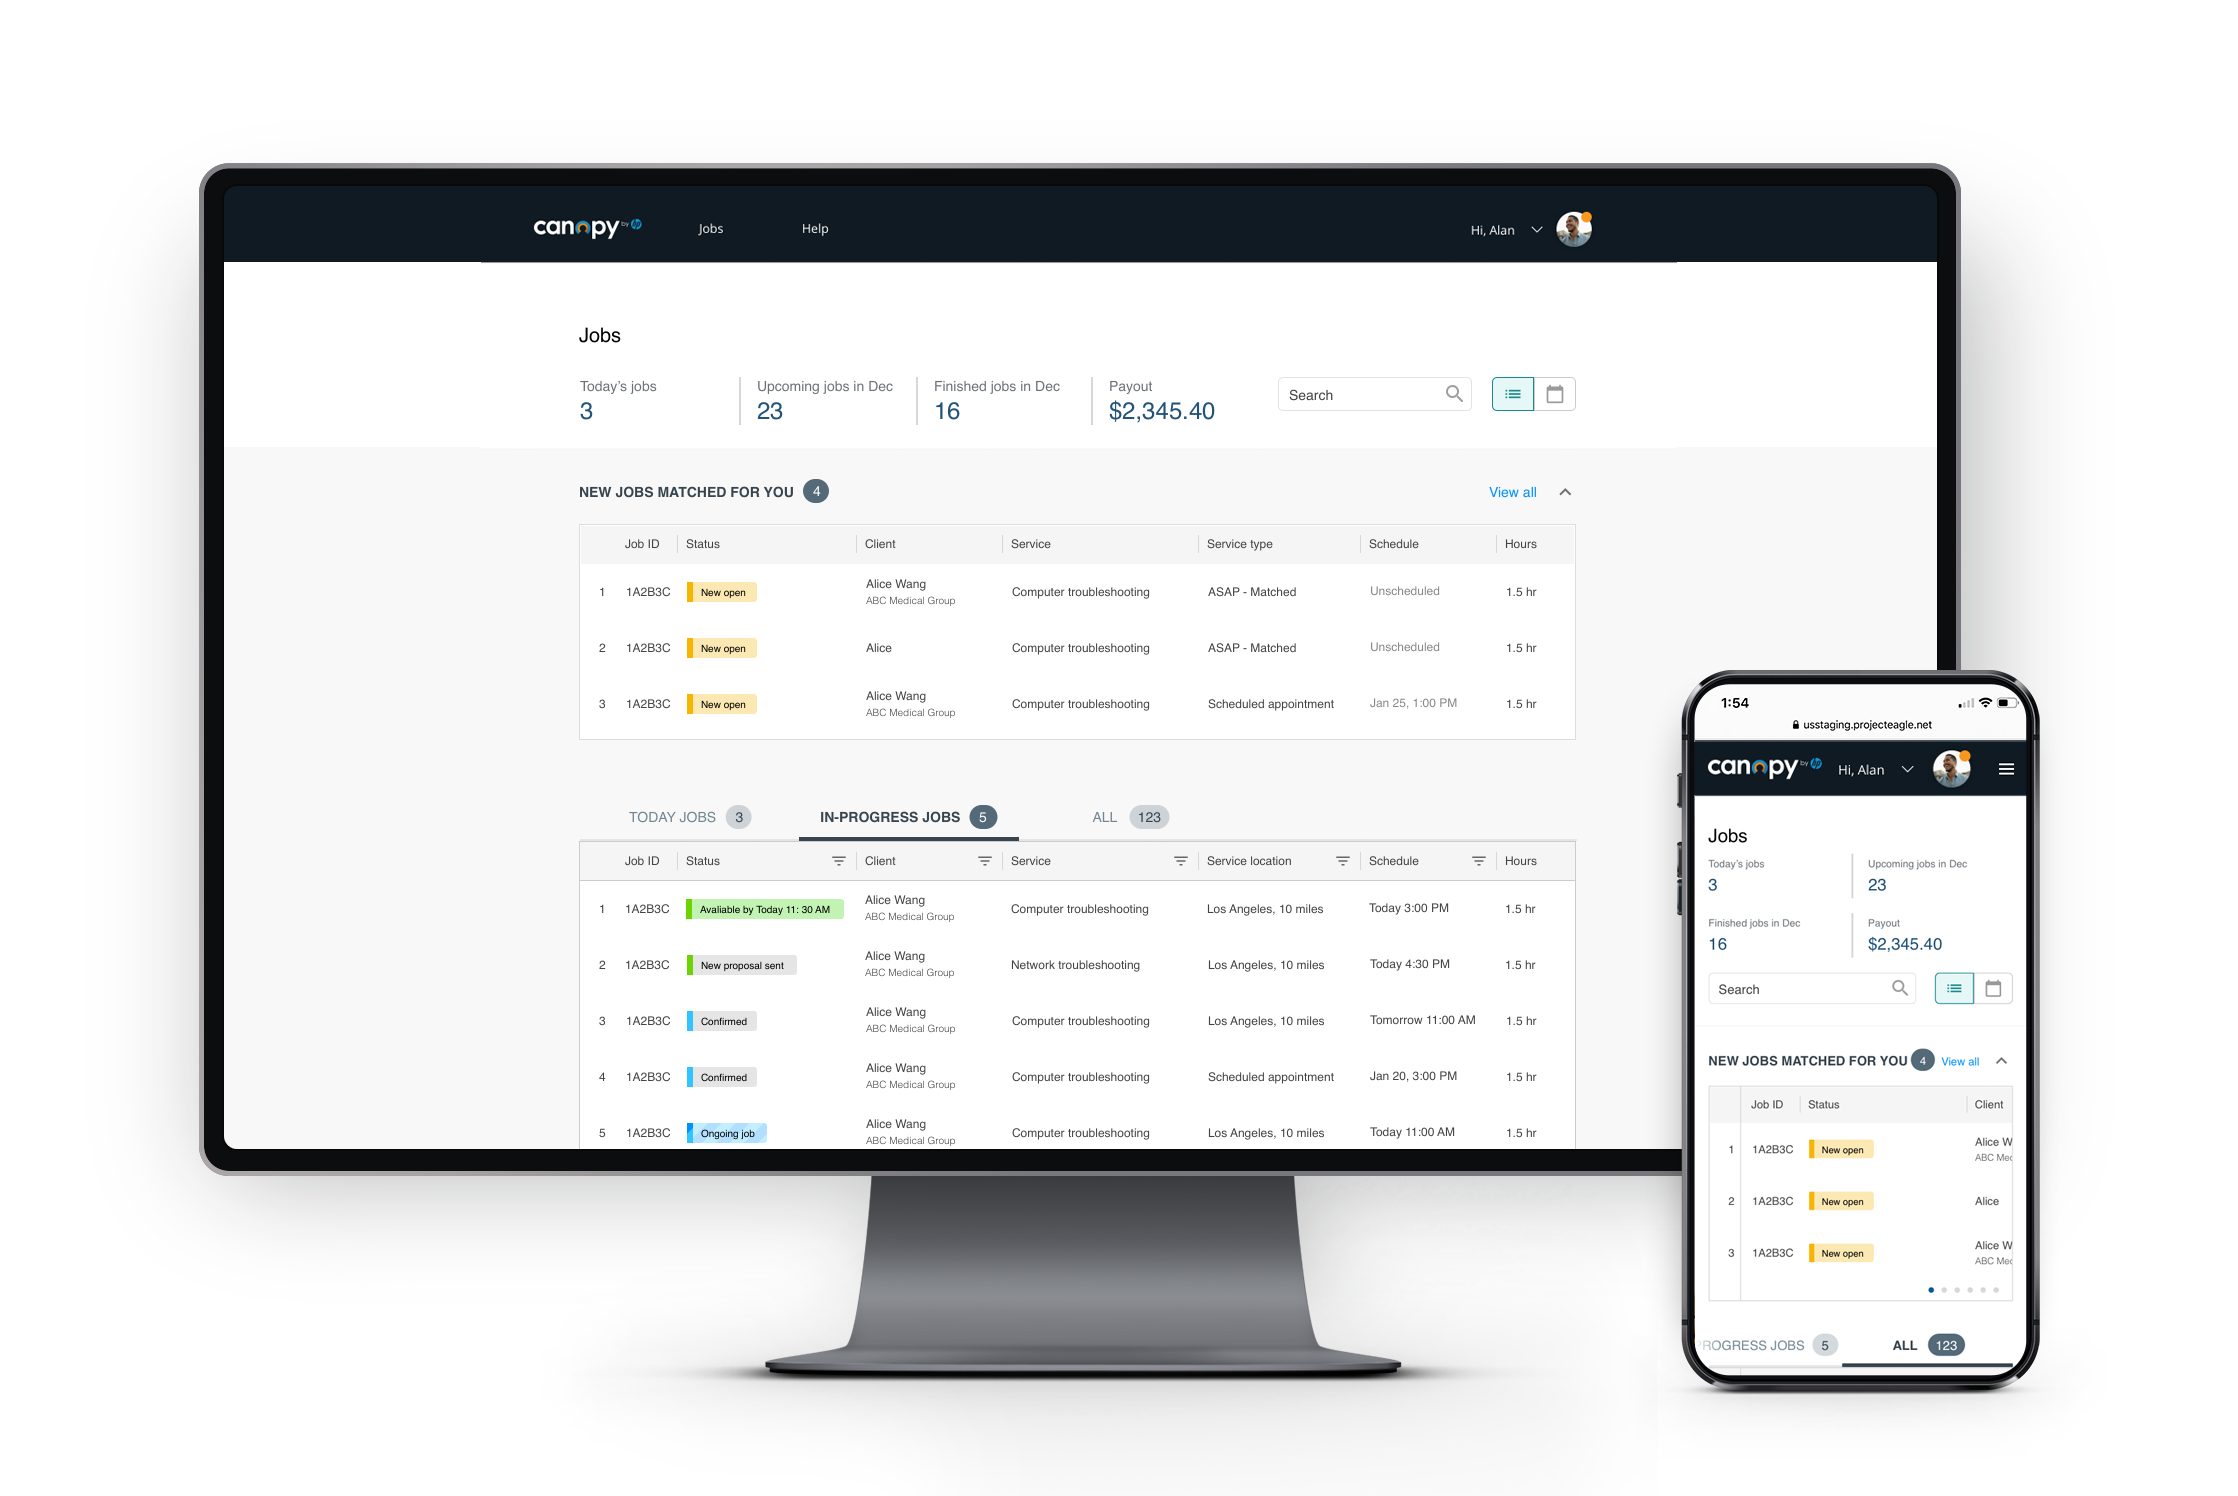 canopy by hp Jobs Help Hi, Alan
Jobs
Today's jobs Upcoming jobs in Dec Finished jobs in Dec Payout
3 23 16 $2,345.40 Search
NEW JOBS MATCHED FOR YOU 4 View all
Job ID Status Client Service Service type Schedule Hours
1 1A2B3C New open Alice Wang Computer troubleshooting ASAP - Matched Unscheduled 1.5 hr
ABC Medical Group
2 1A2B3C New open Alice Computer troubleshooting ASAP - Matched Unscheduled 1.5 hr
3 1A2B3C New open Alice Wang Computer troubleshooting Scheduled appointment Jan 25, 1:00 PM 1.5 hr
ABC Medical Group
TODAY JOBS 3 IN-PROGRESS JOBS 5 ALL 123
Job ID Status Client Service Service location Schedule Hours
1 1A2B3C Avaliable by Today 11: 30 AM Alice Wang Computer troubleshooting Los Angeles, 10 miles Today 3:00 PM 1.5 hr
ABC Medical Group
2 1A2B3C New proposal sent Alice Wang Network troubleshooting Los Angeles, 10 miles Today 4:30 PM 1.5 hr
ABC Medical Group
3 1A2B3C Confirmed Alice Wang Computer troubleshooting Los Angeles, 10 miles Tomorrow 11:00 AM 1.5 hr
ABC Medical Group
4 1A2B3C Confirmed Alice Wang Computer troubleshooting Scheduled appointment Jan 20, 3:00 PM 1.5 hr
ABC Medical Group
5 1A2B3C Ongoing job Alice Wang Computer troubleshooting Los Angeles, 10 miles Today 11:00 AM 1.5 hr
ABC Medical Group
1:54
usstaging.projecteagle.net
canopy by hp Hi, Alan
Jobs
Today's jobs Upcoming jobs in Dec
3 23
Finished jobs in Dec Payout
16 $2,345.40
Search
NEW JOBS MATCHED FOR YOU 4 View all
Job ID Status Client
1 1A2B3C New open Alice W
ABC Med
2 1A2B3C New open Alice
3 1A2B3C New open Alice W
ABC Med
ROGRESS JOBS 5 ALL 123